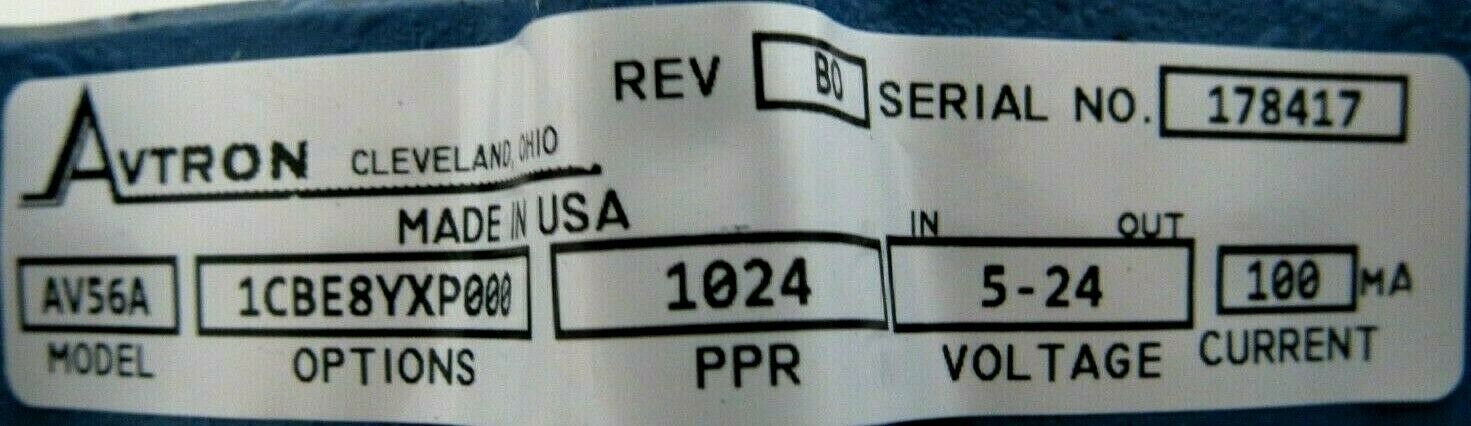 REV B0 SERIAL NO. 178417
AVTRON CLEVELAND, OHIO
MADE IN USA
IN OUT
AV56A 1CBE8YXP000 1024 5-24 100 MA
MODEL OPTIONS PPR VOLTAGE CURRENT